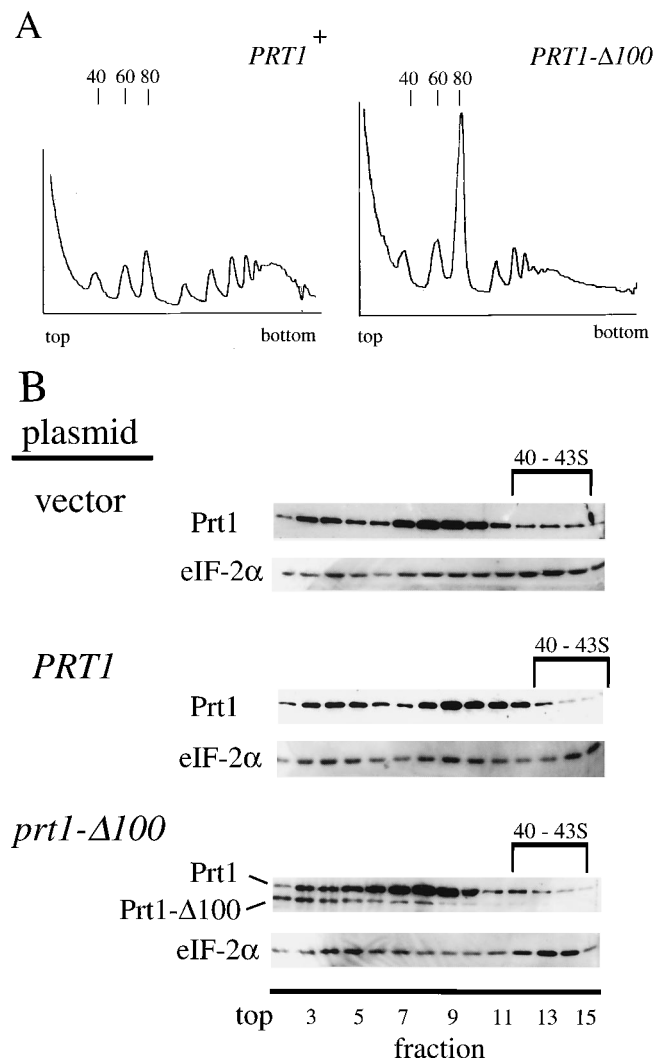 A
PRT1+
PRT1-Δ100
40 60 80
40 60 80
top bottom
top bottom
B
plasmid
vector
40 - 43S
Prt1
eIF-2α
PRT1
40 - 43S
Prt1
eIF-2α
prt1-Δ100
40 - 43S
Prt1
Prt1-Δ100
eIF-2α
top 3 5 7 9 11 13 15
fraction